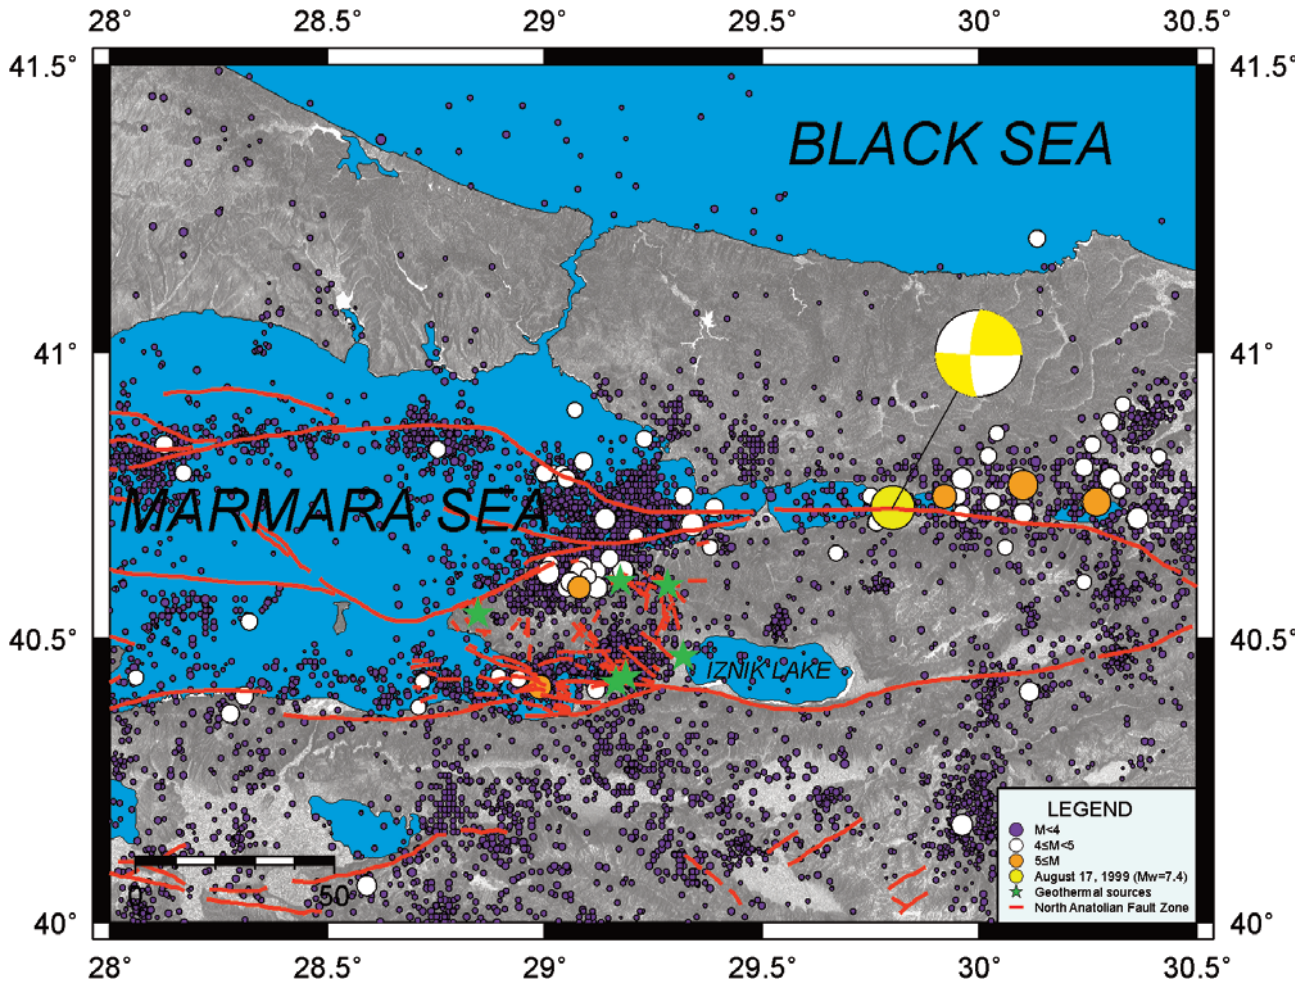 28° 28.5° 29° 29.5° 30° 30.5°
41.5° 41.5°
BLACK SEA
41° 41°
MARMARA SEA
40.5° 40.5°
IZNIK LAKE
LEGEND
M<4
4≤M<5
5≤M
August 17, 1999 (Mw=7.4)
Geothermal sources
North Anatolian Fault Zone
0 50
40° 40°
28° 28.5° 29° 29.5° 30° 30.5°